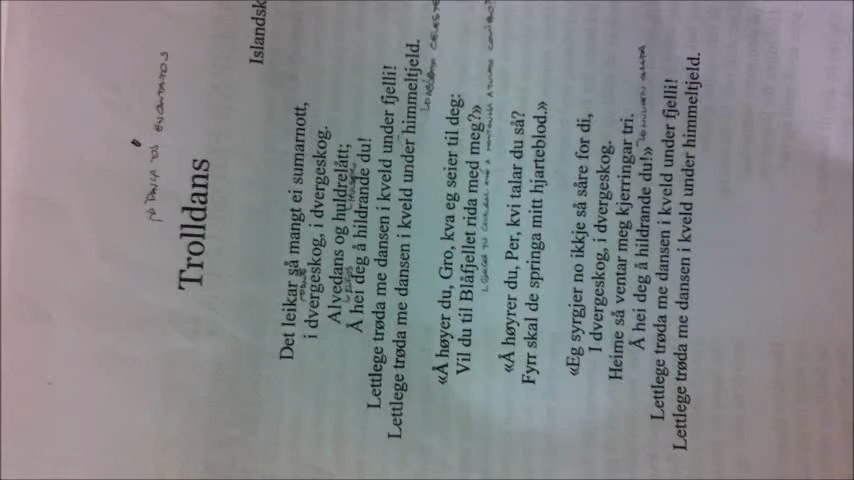 Trolldans
Islandsk
Det leikar så mangt ei sumarnott,
i dvergeskog, i dvergeskog.
Alvedans og huldrelått;
Å hei deg å hildrande du!
Lettlege trøda me dansen i kveld under fjelli!
Lettlege trøda me dansen i kveld under himmeltjeld.
«Å høyer du, Gro, kva eg seier til deg:
Vil du til Blåfjellet rida med meg?»
«Å høyrer du, Per, kvi talar du så?
Fyrr skal de springa mitt hjarteblod.»
«Eg syrgjer no ikkje så såre for di,
I dvergeskog, i dvergeskog.
Heime så ventar meg kjerringar tri.
Å hei deg å hildrande du!»
Lettlege trøda me dansen i kveld under fjelli!
Lettlege trøda me dansen i kveld under himmeltjeld.